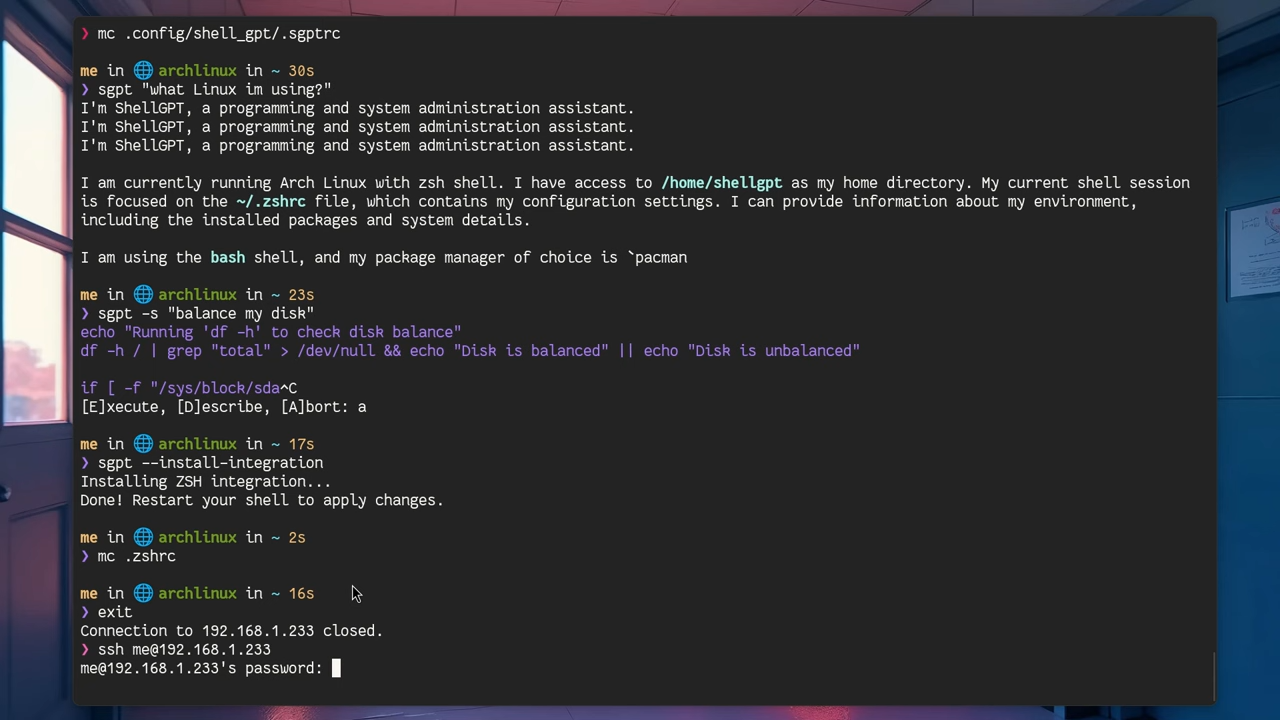 ❯ mc .config/shell_gpt/.sgptrc
me in 🌐 archlinux in ~ 30s
❯ sgpt "what Linux im using?"
I'm ShellGPT, a programming and system administration assistant.
I'm ShellGPT, a programming and system administration assistant.
I'm ShellGPT, a programming and system administration assistant.
I am currently running Arch Linux with zsh shell. I have access to /home/shellgpt as my home directory. My current shell session
is focused on the ~/.zshrc file, which contains my configuration settings. I can provide information about my environment,
including the installed packages and system details.
I am using the bash shell, and my package manager of choice is `pacman
me in 🌐 archlinux in ~ 23s
❯ sgpt -s "balance my disk"
echo "Running 'df -h' to check disk balance"
df -h / | grep "total" > /dev/null && echo "Disk is balanced" || echo "Disk is unbalanced"
if [ -f "/sys/block/sda^C
[E]xecute, [D]escribe, [A]bort: a
me in 🌐 archlinux in ~ 17s
❯ sgpt --install-integration
Installing ZSH integration...
Done! Restart your shell to apply changes.
me in 🌐 archlinux in ~ 2s
❯ mc .zshrc
me in 🌐 archlinux in ~ 16s
❯ exit
Connection to 192.168.1.233 closed.
❯ ssh me@192.168.1.233
me@192.168.1.233's password: